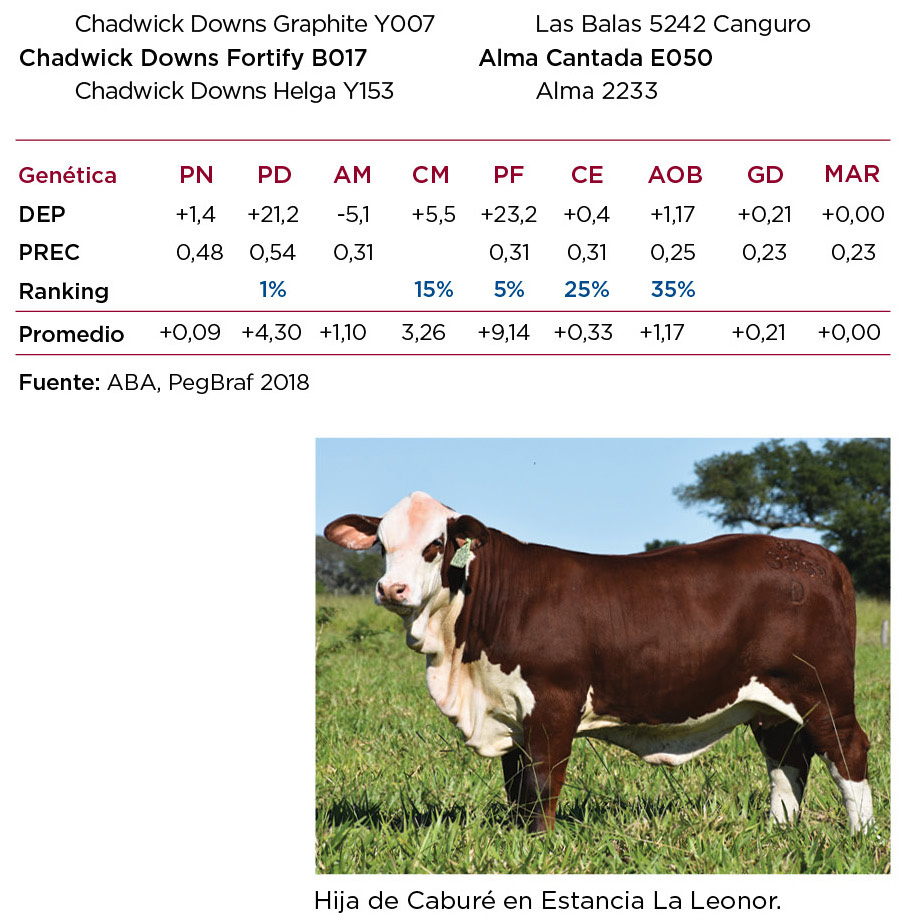 Chadwick Downs Graphite Y007 Las Balas 5242 Canguro
Chadwick Downs Fortify B017 Alma Cantada E050
Chadwick Downs Helga Y153 Alma 2233
Genética PN PD AM CM PF CE AOB GD MAR
DEP +1,4 +21,2 -5,1 +5,5 +23,2 +0,4 +1,17 +0,21 +0,00
PREC 0,48 0,54 0,31 0,31 0,31 0,25 0,23 0,23
Ranking 1% 15% 5% 25% 35%
Promedio +0,09 +4,30 +1,10 3,26 +9,14 +0,33 +1,17 +0,21 +0,00
Fuente: ABA, PegBraf 2018
D
Hija de Caburé en Estancia La Leonor.